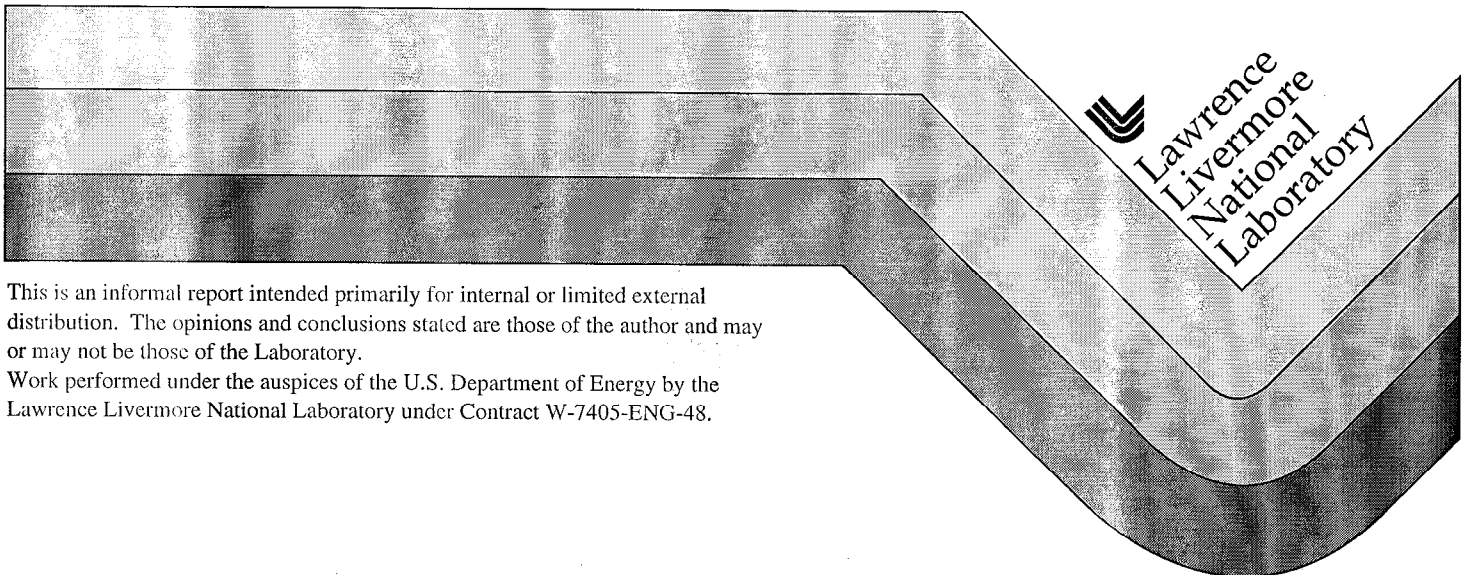 Lawrence
Livermore
National
Laboratory
This is an informal report intended primarily for internal or limited external
distribution. The opinions and conclusions stated are those of the author and may
or may not be those of the Laboratory.
Work performed under the auspices of the U.S. Department of Energy by the
Lawrence Livermore National Laboratory under Contract W-7405-ENG-48.